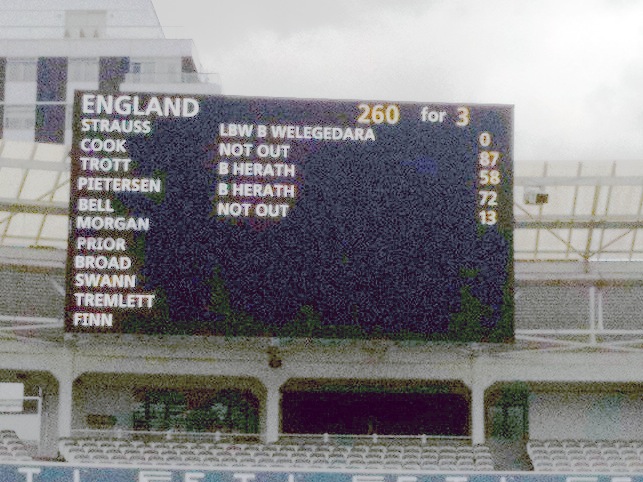 ENGLAND 260 for 3
STRAUSS LBW B WELEGEDARA 0
COOK NOT OUT 87
TROTT B HERATH 58
PIETERSEN B HERATH 72
BELL NOT OUT 13
MORGAN
PRIOR
BROAD
SWANN
TREMLETT
FINN